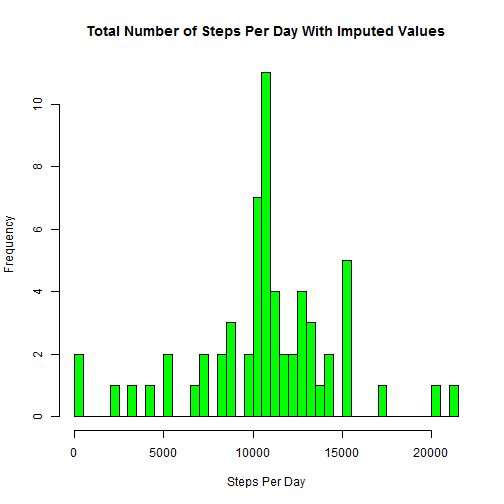 Total Number of Steps Per Day With Imputed Values
Frequency
10
8
6
4
2
0
0 5000 10000 15000 20000
Steps Per Day